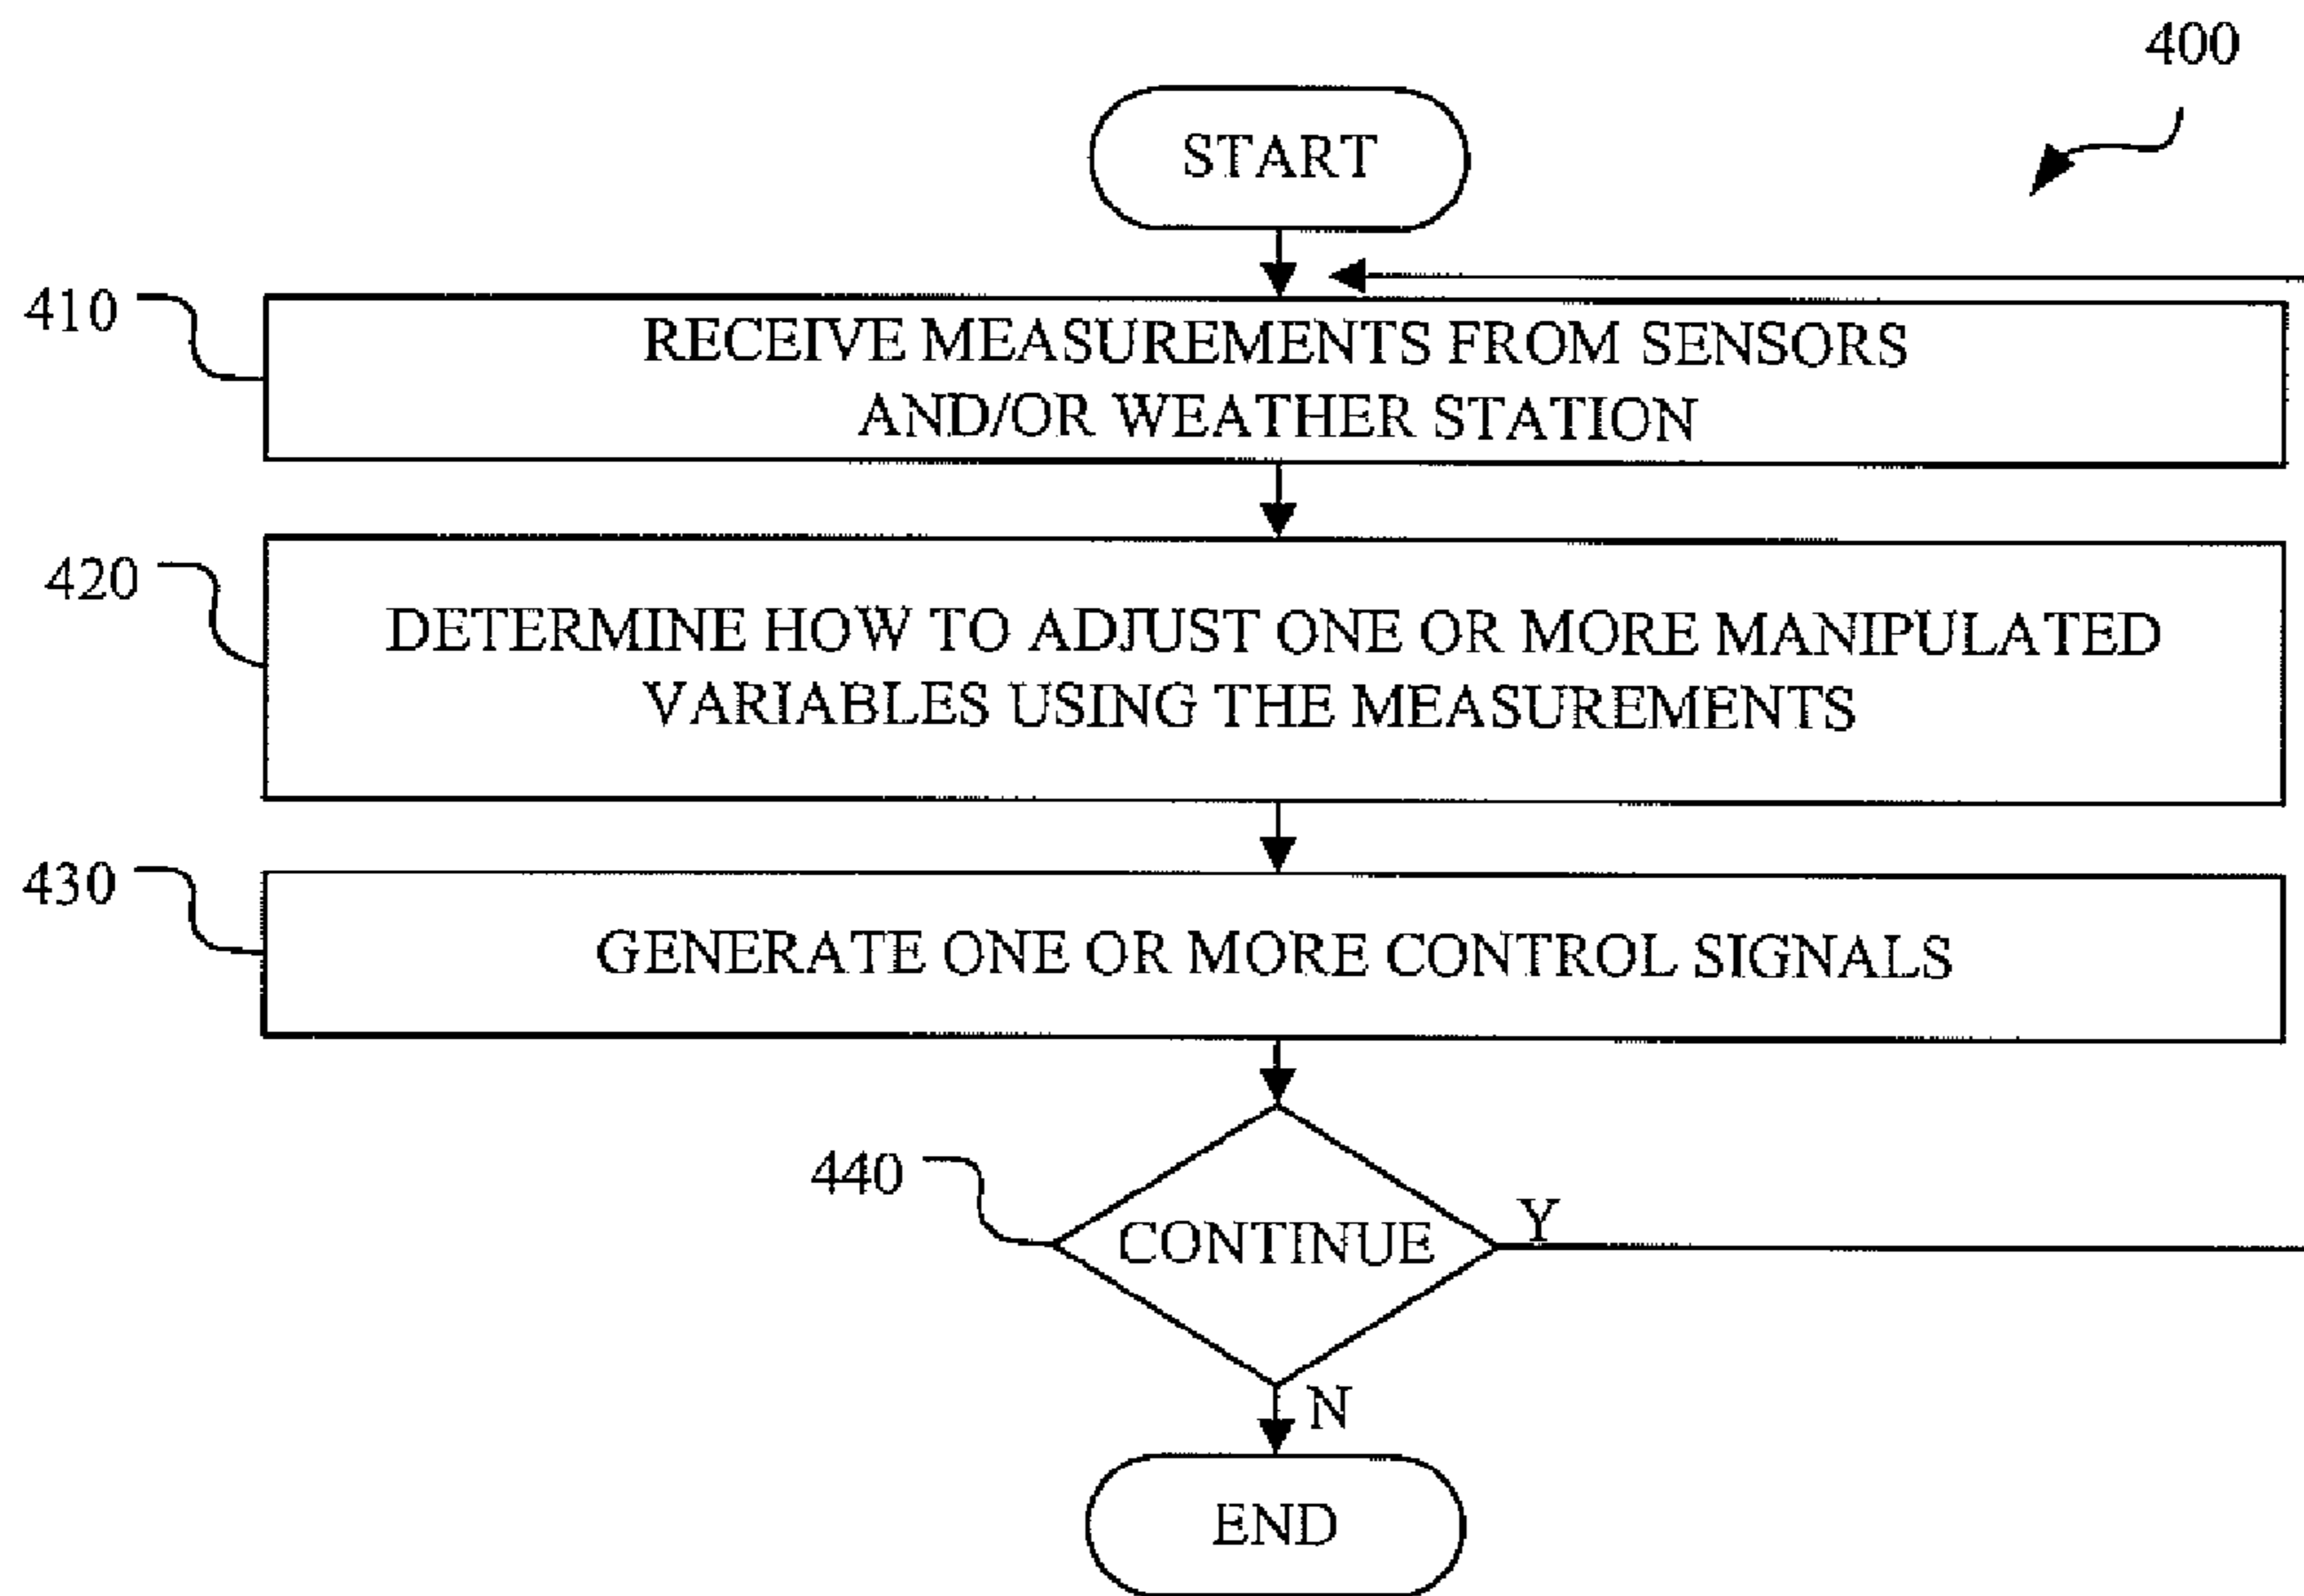 400
START
410
RECEIVE MEASUREMENTS FROM SENSORS
AND/OR WEATHER STATION
420
DETERMINE HOW TO ADJUST ONE OR MORE MANIPULATED
VARIABLES USING THE MEASUREMENTS
430
GENERATE ONE OR MORE CONTROL SIGNALS
440
CONTINUE
Y
N
END